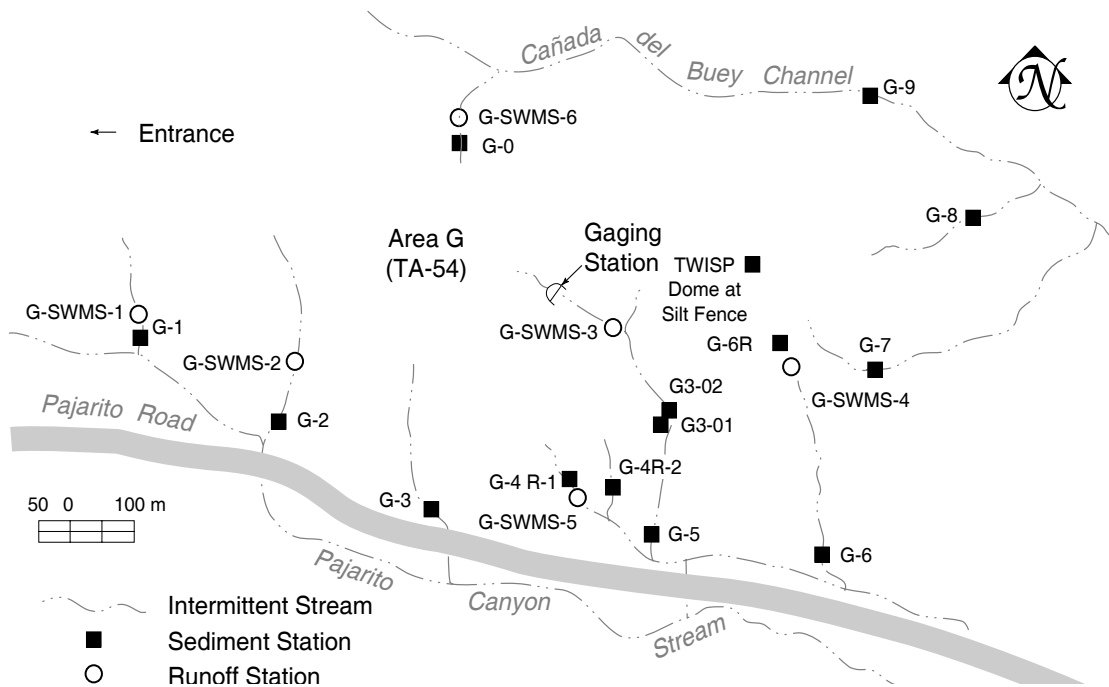 Cañada del
Buey Channel
G-9
N
G-SWMS-6
G-0
Entrance
G-8
Area G
(TA-54)
Gaging
Station
TWISP
Dome at
Silt Fence
G-SWMS-1
G-1
G-SWMS-2
G-SWMS-3
G-6R
G-7
G-SWMS-4
G3-02
G3-01
Pajarito Road
G-2
G-4 R-1
G-4R-2
G-SWMS-5
G-3
G-5
G-6
50 0 100 m
Pajarito
Canyon
Stream
Intermittent Stream
Sediment Station
Runoff Station